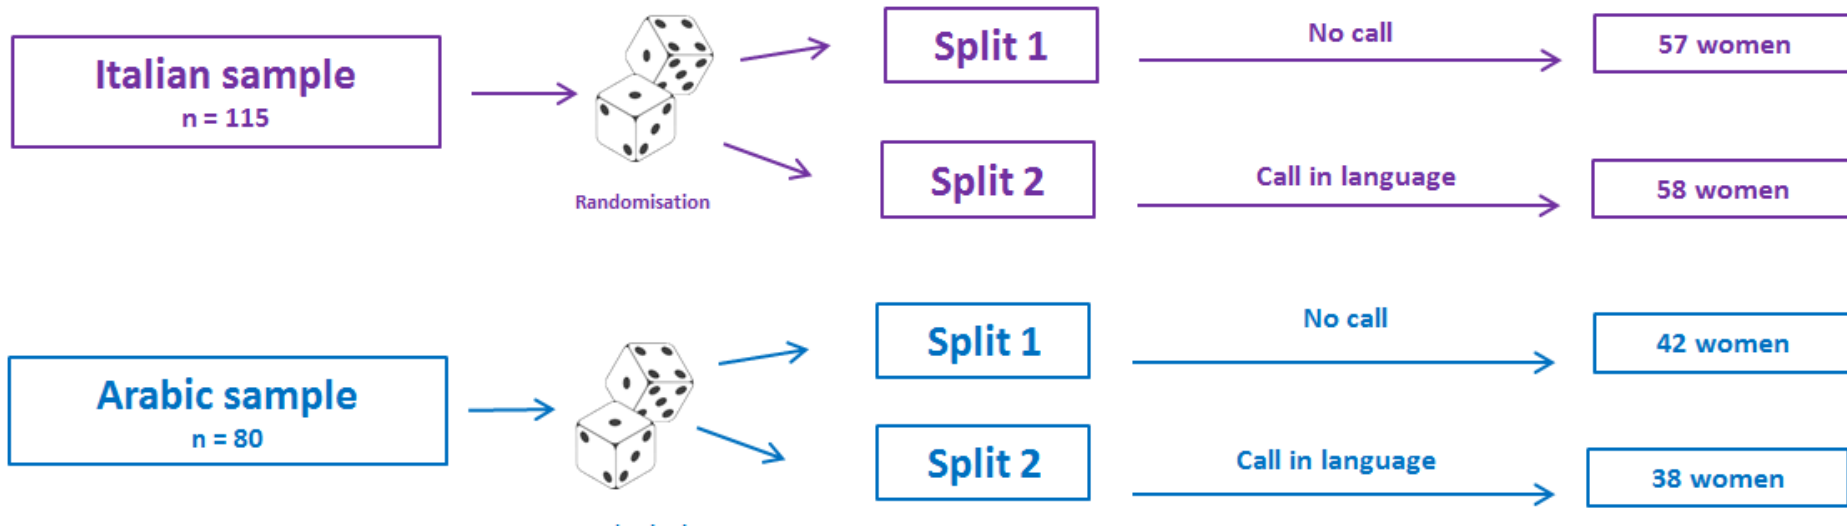 Italian sample
n = 115
Randomisation
Split 1
No call
57 women
Split 2
Call in language
58 women
Arabic sample
n = 80
Split 1
No call
42 women
Split 2
Call in language
38 women